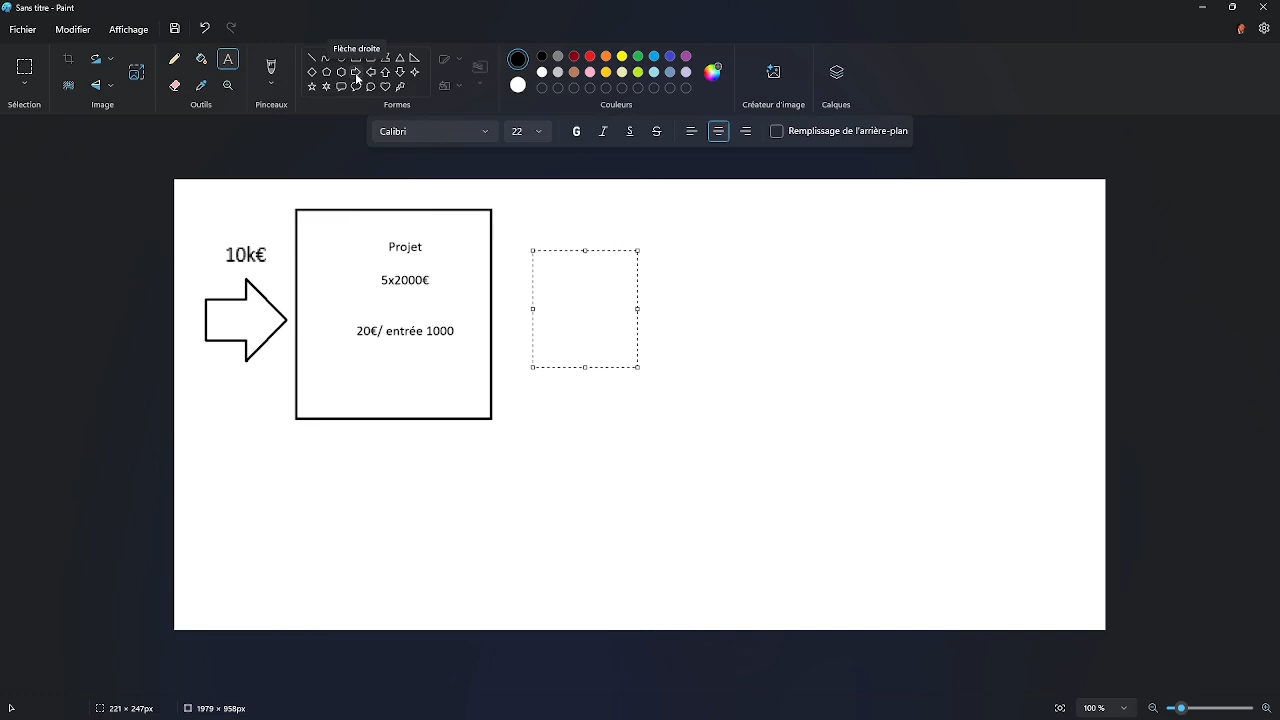 Sans titre - Paint
Fichier
Modifier
Affichage
Flèche droite
A
Sélection
Image
Outils
Pinceaux
Formes
Couleurs
Créateur d'image
Calques
Calibri
22
G
I
S
S
Remplissage de l'arrière-plan
10k€
Projet
5x2000€
20€/ entrée 1000
221 × 247px
1979 × 958px
100 %